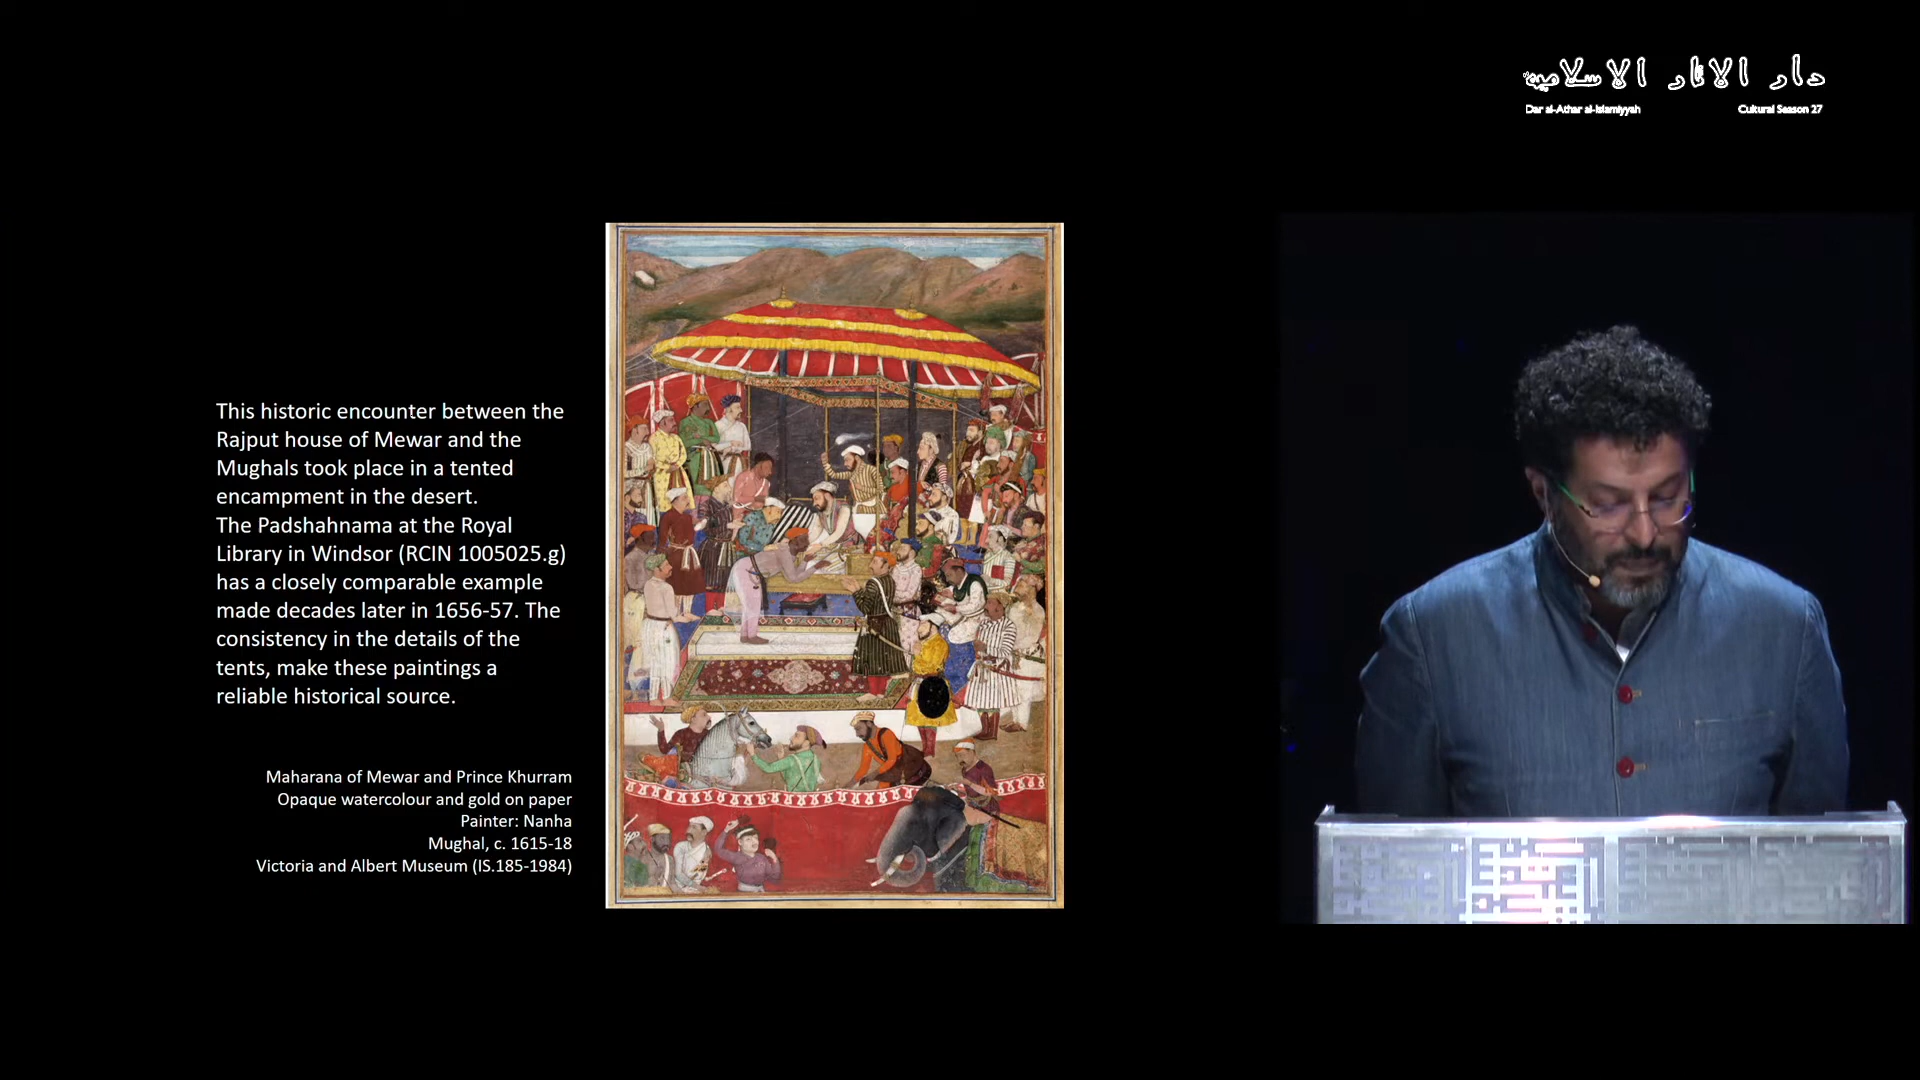 دار الآثار الاسلاميه
Dar al-Athar al-Islamiyyah Cultural Season 27
This historic encounter between the
Rajput house of Mewar and the
Mughals took place in a tented
encampment in the desert.
The Padshahnama at the Royal
Library in Windsor (RCIN 1005025.g)
has a closely comparable example
made decades later in 1656-57. The
consistency in the details of the
tents, make these paintings a
reliable historical source.
Maharana of Mewar and Prince Khurram
Opaque watercolour and gold on paper
Painter: Nanha
Mughal, c. 1615-18
Victoria and Albert Museum (IS.185-1984)